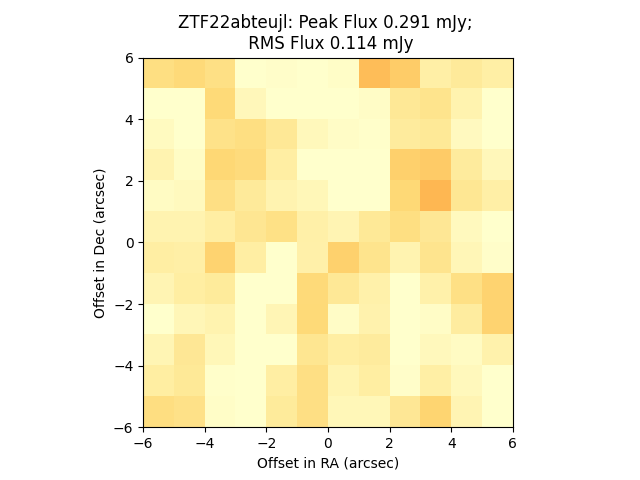 ZTF22abteujl: Peak Flux 0.291 mJy;
RMS Flux 0.114 mJy
6
4
2
0
−2
−4
−6
Offset in Dec (arcsec)
−6 −4 −2 0 2 4 6
Offset in RA (arcsec)